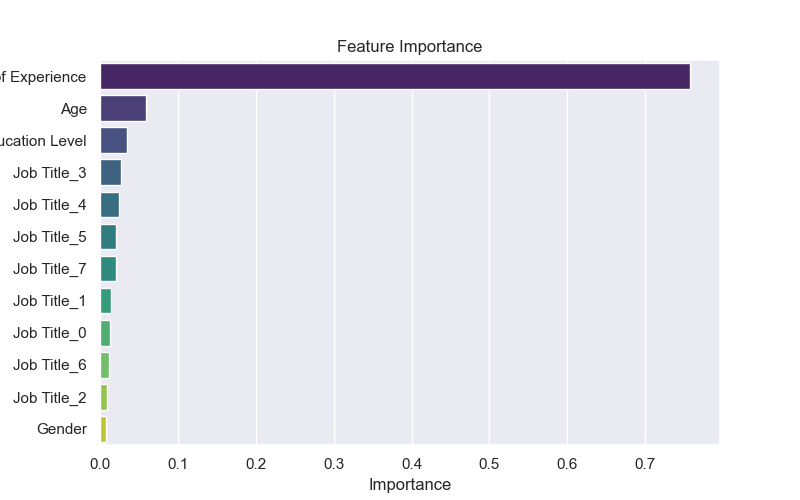 Feature Importance
of Experience
Age
ucation Level
Job Title_3
Job Title_4
Job Title_5
Job Title_7
Job Title_1
Job Title_0
Job Title_6
Job Title_2
Gender
0.0 0.1 0.2 0.3 0.4 0.5 0.6 0.7
Importance